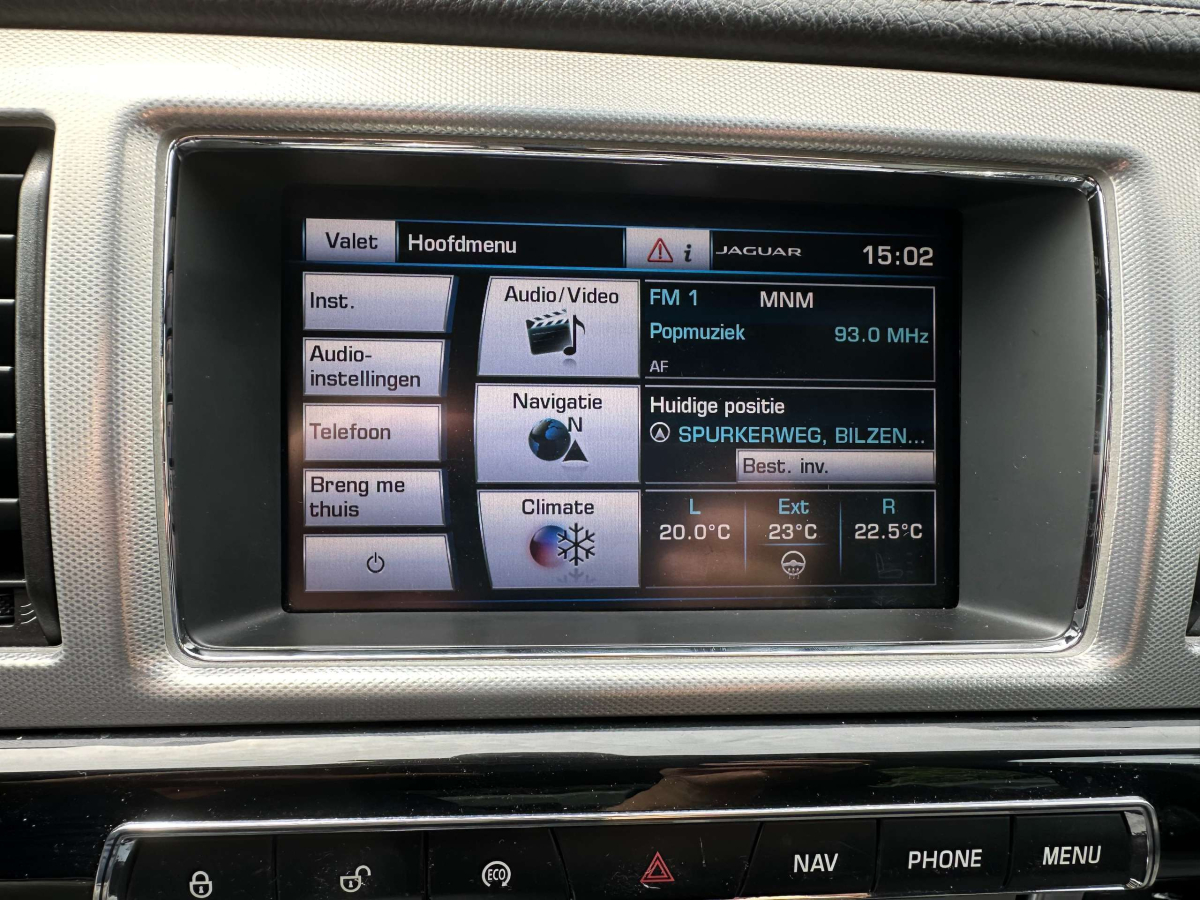 Valet Hoofdmenu i JAGUAR 15:02
Inst.
Audio-
instellingen
Telefoon
Breng me
thuis
Audio/Video
Navigatie
N
Climate
FM 1 MNM
Popmuziek 93.0 MHz
AF
Huidige positie
SPURKERWEG, BILZEN...
Best. inv.
L Ext R
20.0°C 23°C 22.5°C
ECO NAV PHONE MENU